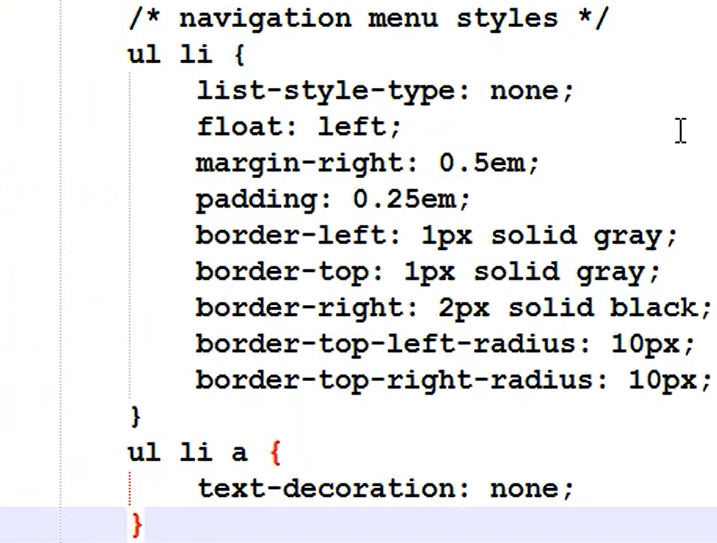 /* navigation menu styles */
ul li {
list-style-type: none;
float: left;
margin-right: 0.5em;
padding: 0.25em;
border-left: 1px solid gray;
border-top: 1px solid gray;
border-right: 2px solid black;
border-top-left-radius: 10px;
border-top-right-radius: 10px;
}
ul li a {
text-decoration: none;
}